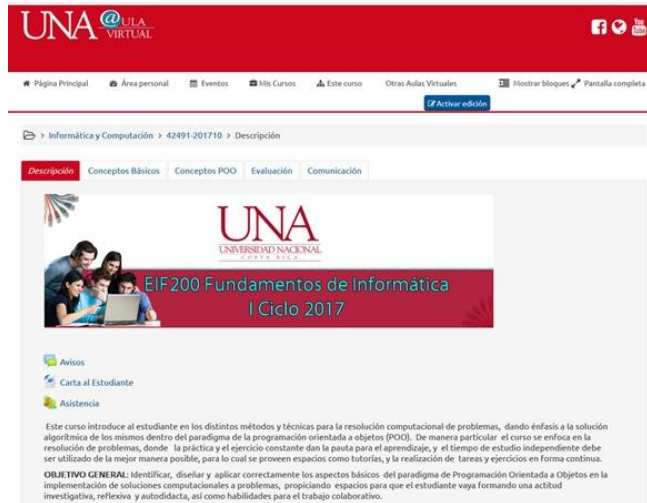 UNA @ULA
VIRTUAL
You
Tube
Página Principal Área personal Eventos Mis Cursos Este curso Otras Aulas Virtuales Mostrar bloques Pantalla completa
Activar edición
> Informática y Computación > 42491-201710 > Descripción
Descripción Conceptos Básicos Conceptos POO Evaluación Comunicación
UNA
UNIVERSIDAD NACIONAL
COSTA RICA
EIF200 Fundamentos de Informática
I Ciclo 2017
Avisos
Carta al Estudiante
Asistencia
Este curso introduce al estudiante en los distintos métodos y técnicas para la resolución computacional de problemas, dando énfasis a la solución
algorítmica de los mismos dentro del paradigma de la programación orientada a objetos (POO). De manera particular el curso se enfoca en la
resolución de problemas, donde la práctica y el ejercicio constante dan la pauta para el aprendizaje, y el tiempo de estudio independiente debe
ser utilizado de la mejor manera posible, para lo cual se proveen espacios como tutorías, y la realización de tareas y ejercicios en forma continua.
OBJETIVO GENERAL: Identificar, diseñar y aplicar correctamente los aspectos básicos del paradigma de Programación Orientada a Objetos en la
implementación de soluciones computacionales a problemas, propiciando espacios para que el estudiante vaya formando una actitud
investigativa, reflexiva y autodidacta, así como habilidades para el trabajo colaborativo.